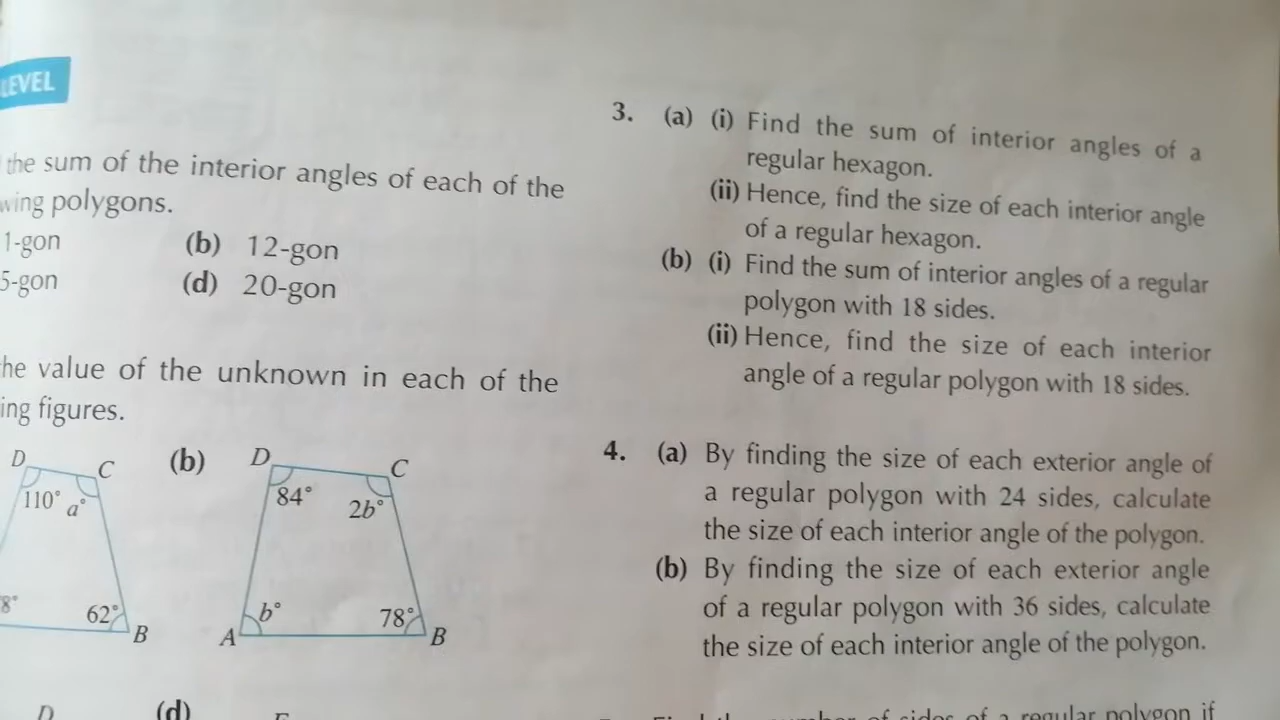 LEVEL
the sum of the interior angles of each of the
wing polygons.
1-gon (b) 12-gon
5-gon (d) 20-gon
he value of the unknown in each of the
ing figures.
D C
110° a°
8° 62°
B
(b) D C
84° 2b°
b° 78°
A B
D (d)
3. (a) (i) Find the sum of interior angles of a
regular hexagon.
(ii) Hence, find the size of each interior angle
of a regular hexagon.
(b) (i) Find the sum of interior angles of a regular
polygon with 18 sides.
(ii) Hence, find the size of each interior
angle of a regular polygon with 18 sides.
4. (a) By finding the size of each exterior angle of
a regular polygon with 24 sides, calculate
the size of each interior angle of the polygon.
(b) By finding the size of each exterior angle
of a regular polygon with 36 sides, calculate
the size of each interior angle of the polygon.
number of sides of a regular polygon if